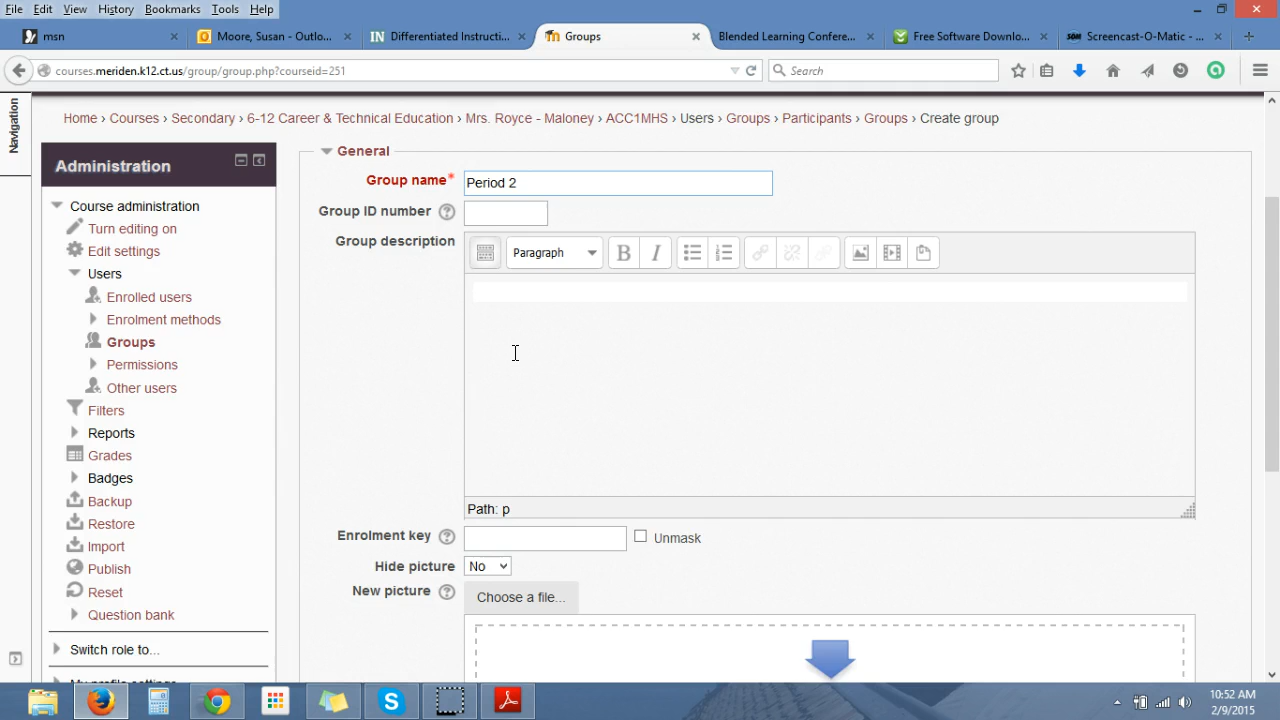 File Edit View History Bookmarks Tools Help
msn
Moore, Susan - Outlo...
Differentiated Instructi...
Groups
Blended Learning Confere...
Free Software Downlo...
Screencast-O-Matic - ...
courses.meriden.k12.ct.us/group/group.php?courseid=251
Search
Navigation
Home › Courses › Secondary › 6-12 Career & Technical Education › Mrs. Royce - Maloney › ACC1MHS › Users › Groups › Participants › Groups › Create group
Administration
Course administration
Turn editing on
Edit settings
Users
Enrolled users
Enrolment methods
Groups
Permissions
Other users
Filters
Reports
Grades
Badges
Backup
Restore
Import
Publish
Reset
Question bank
Switch role to...
My profile settings
General
Group name* Period 2
Group ID number
Group description
Paragraph B I
Path: p
Enrolment key Unmask
Hide picture No
New picture Choose a file...
10:52 AM
2/9/2015